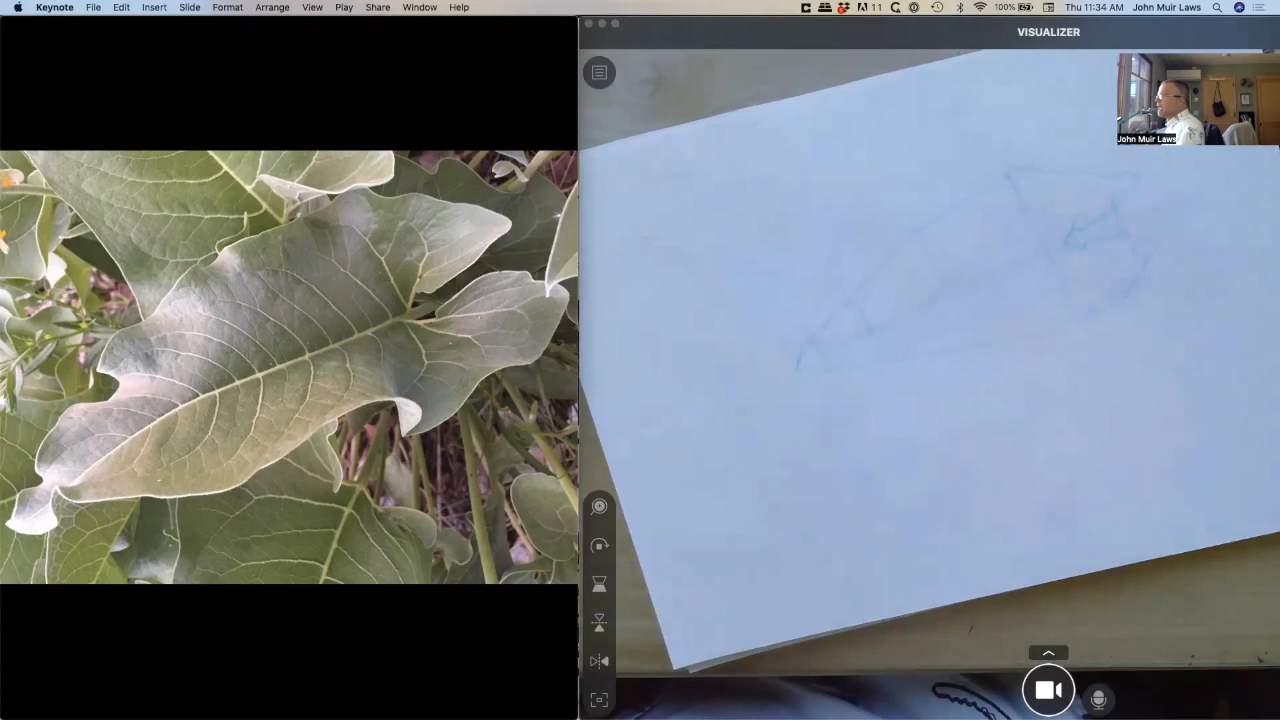 Keynote File Edit Insert Slide Format Arrange View Play Share Window Help 11 100% Thu 11:34 AM John Muir Laws
VISUALIZER
John Muir Laws